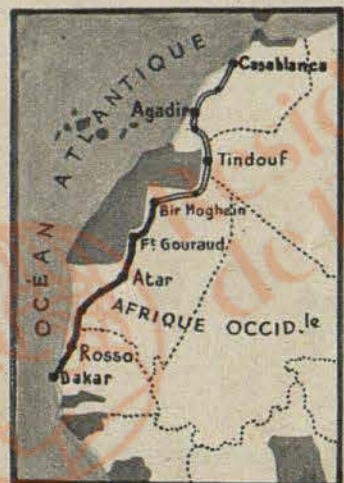 OCÉAN ATLANTIQUE
Casablanca
Agadir
Tindouf
Bir Moghein
Ft Gouraud
Atar
AFRIQUE OCCID.le
Rosso
Dakar